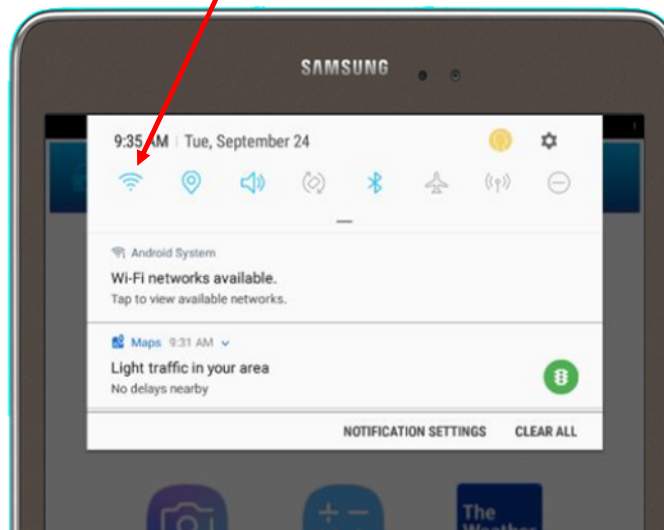 SAMSUNG
9:35 AM | Tue, September 24
Android System
Wi-Fi networks available.
Tap to view available networks.
Maps 9:31 AM
Light traffic in your area
No delays nearby
NOTIFICATION SETTINGS CLEAR ALL
The
Weather